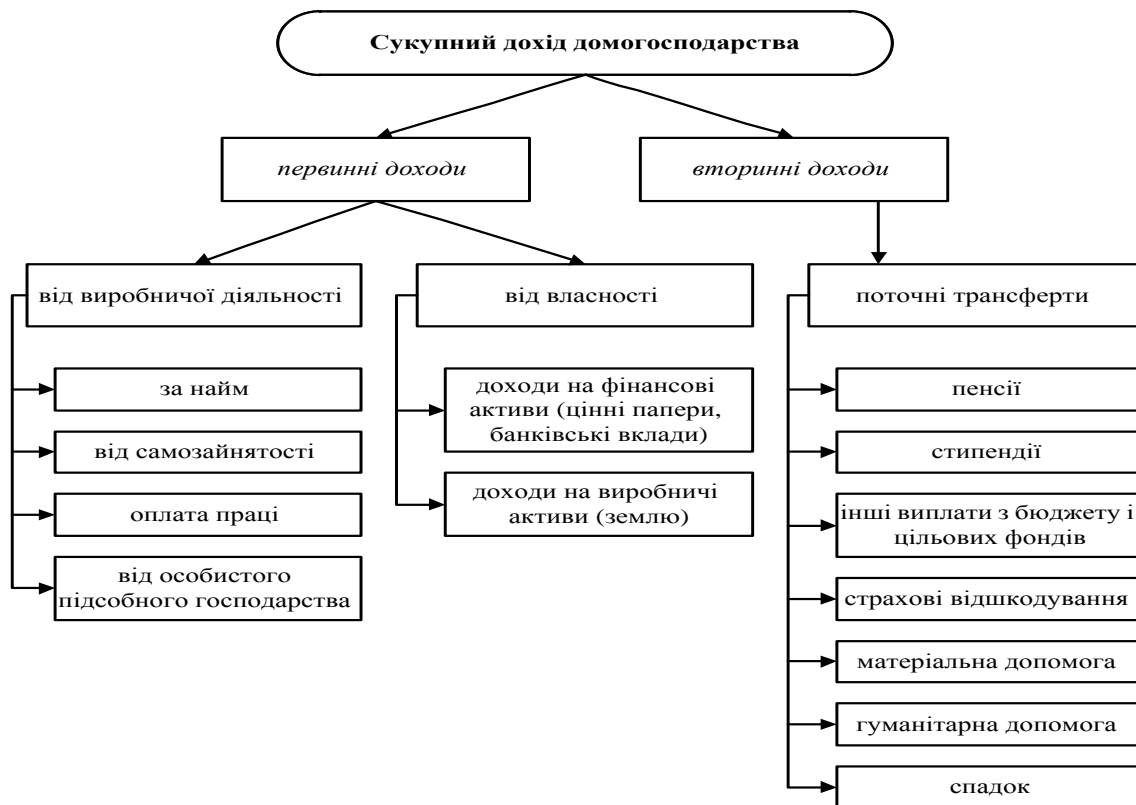 Сукупний дохід домогосподарства
первинні доходи
вторинні доходи
від виробничої діяльності
від власності
поточні трансферти
за найм
від самозайнятості
оплата праці
від особистого
підсобного господарства
доходи на фінансові
активи (цінні папери,
банківські вклади)
доходи на виробничі
активи (землю)
пенсії
стипендії
інші виплати з бюджету і
цільових фондів
страхові відшкодування
матеріальна допомога
гуманітарна допомога
спадок